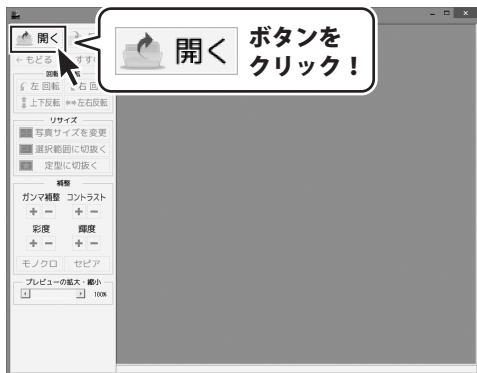 開く
開く
ボタンを
クリック！
←もどる
すす
回転
左 回転
右 回
上下反転
左右反転
リサイズ
写真サイズを変更
選択範囲に切抜く
定型に切抜く
補整
ガンマ補整 コントラスト
+ - + -
彩度 輝度
+ - + -
モノクロ セピア
プレビューの拡大・縮小
100%